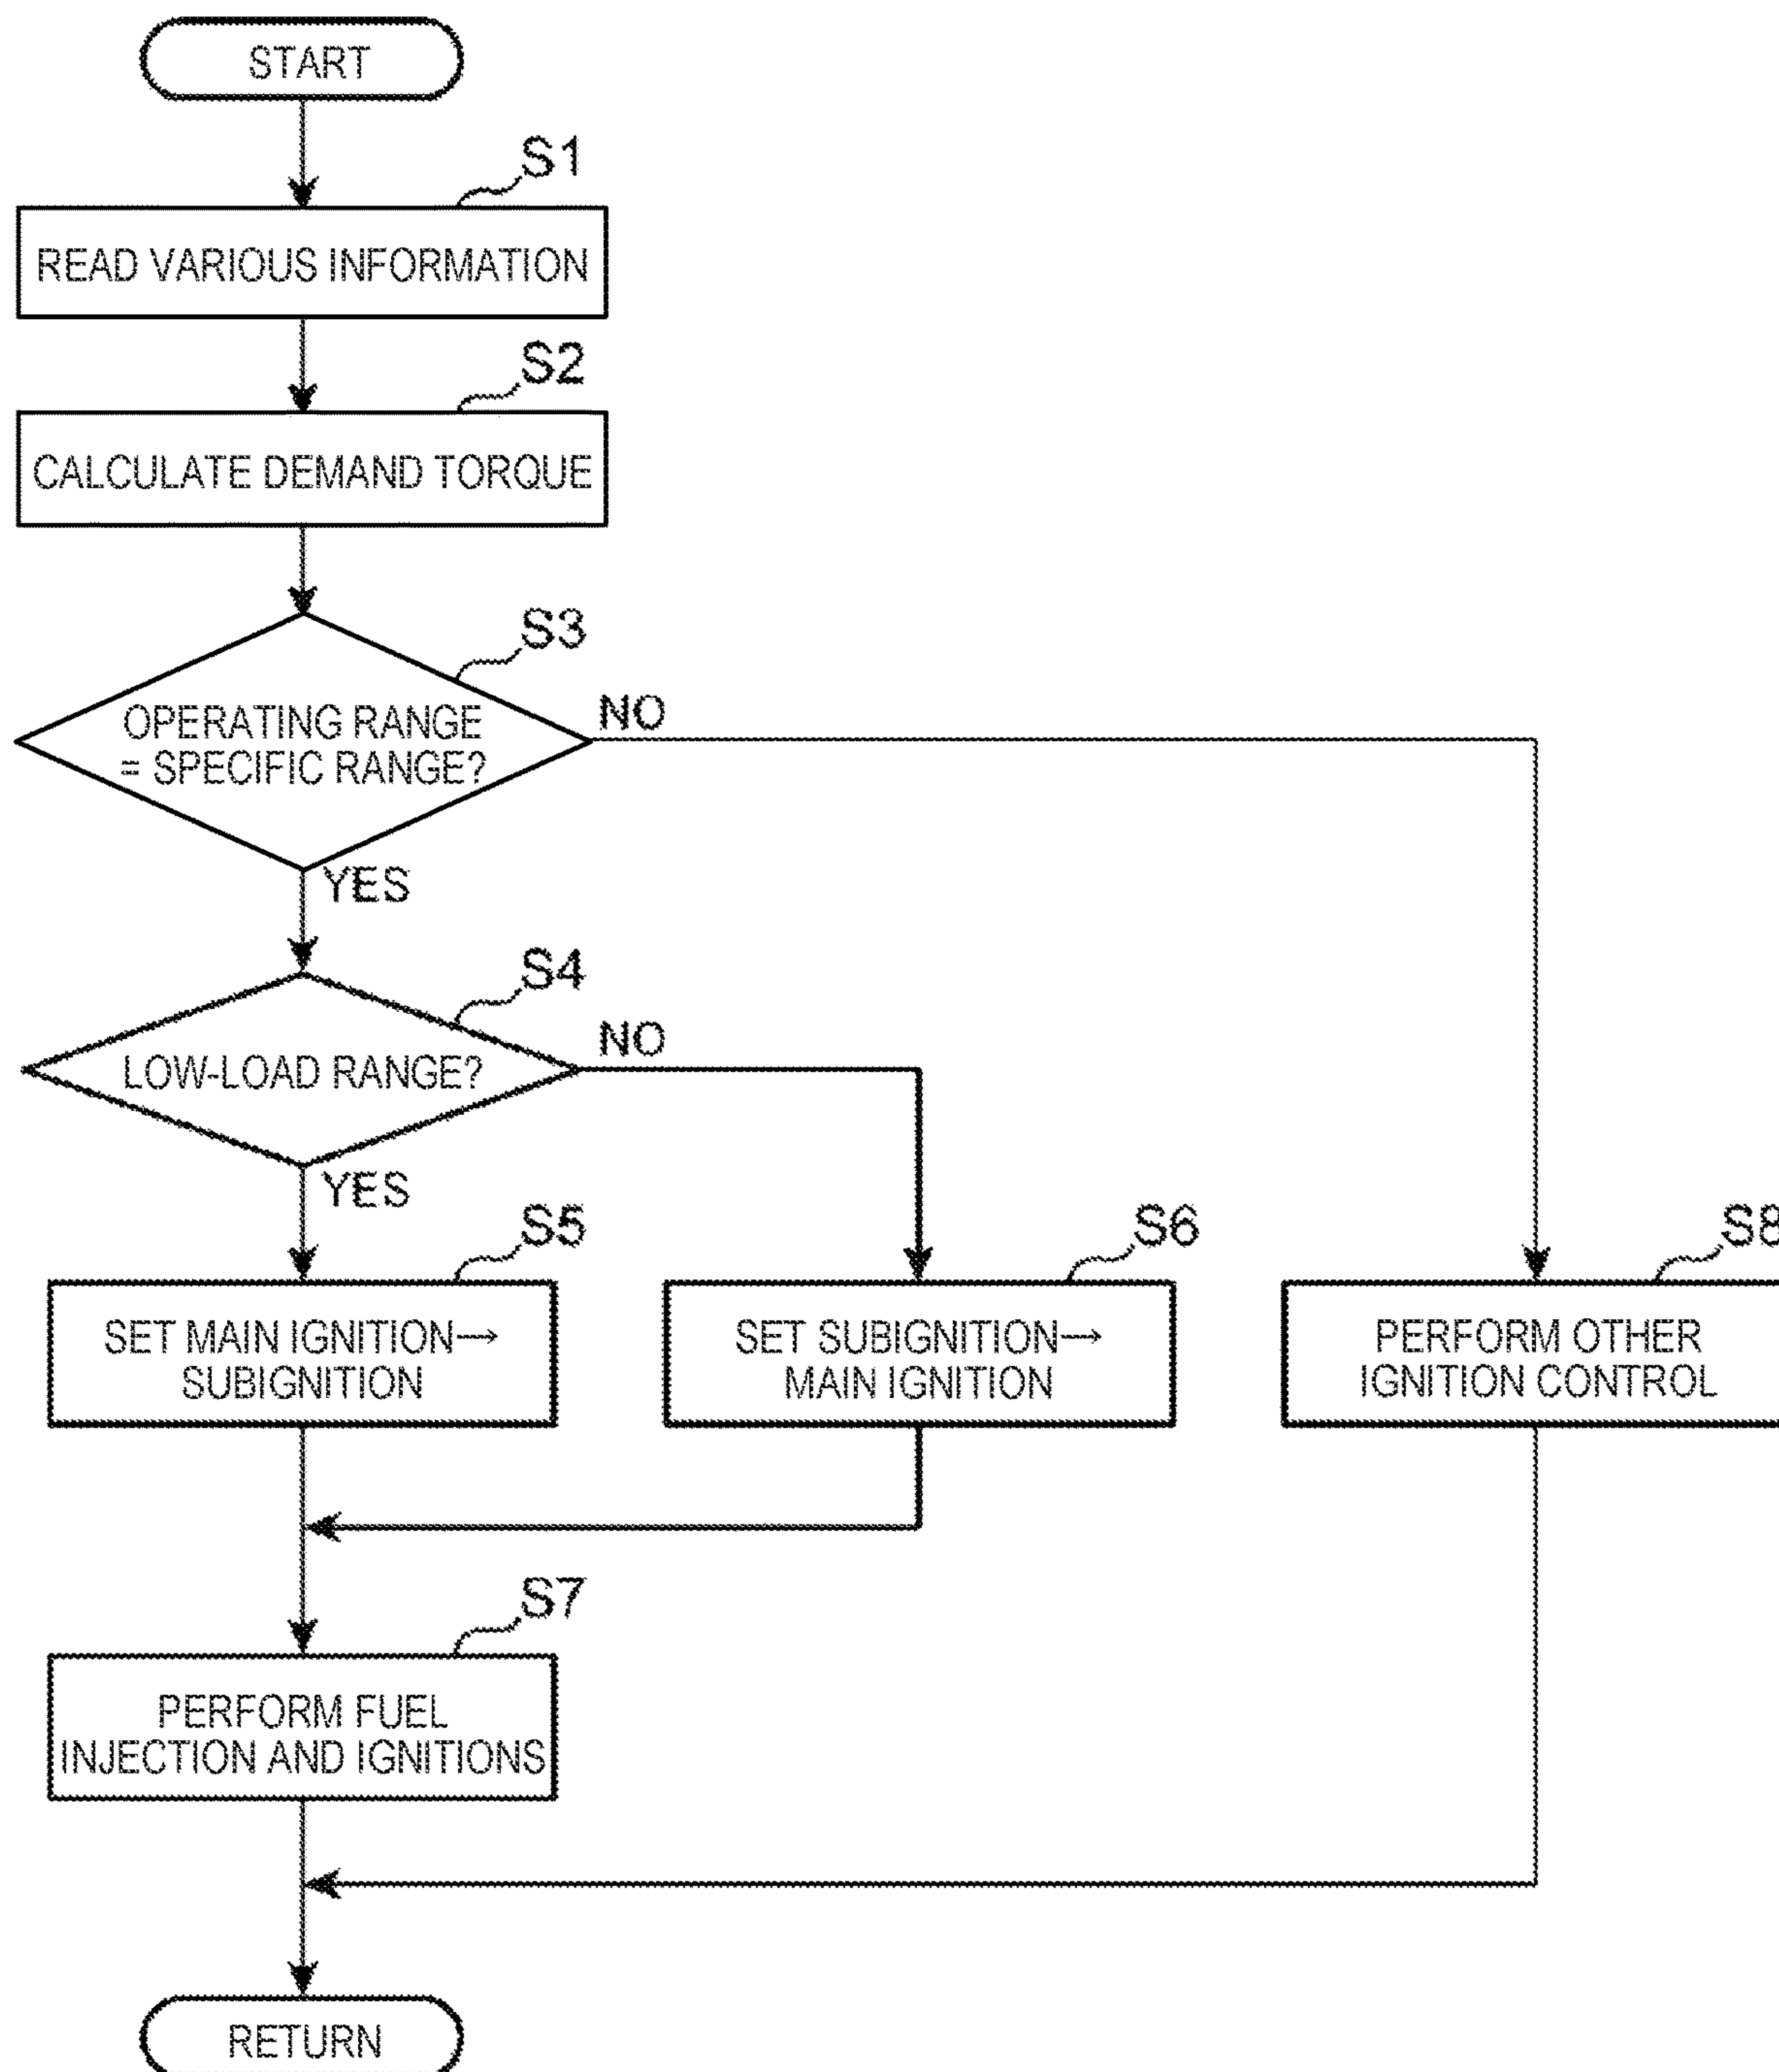 START
S1
READ VARIOUS INFORMATION
S2
CALCULATE DEMAND TORQUE
S3
OPERATING RANGE
= SPECIFIC RANGE?
NO
YES
S4
LOW-LOAD RANGE?
NO
YES
S5
SET MAIN IGNITION→
SUBIGNITION
S6
SET SUBIGNITION→
MAIN IGNITION
S8
PERFORM OTHER
IGNITION CONTROL
S7
PERFORM FUEL
INJECTION AND IGNITIONS
RETURN